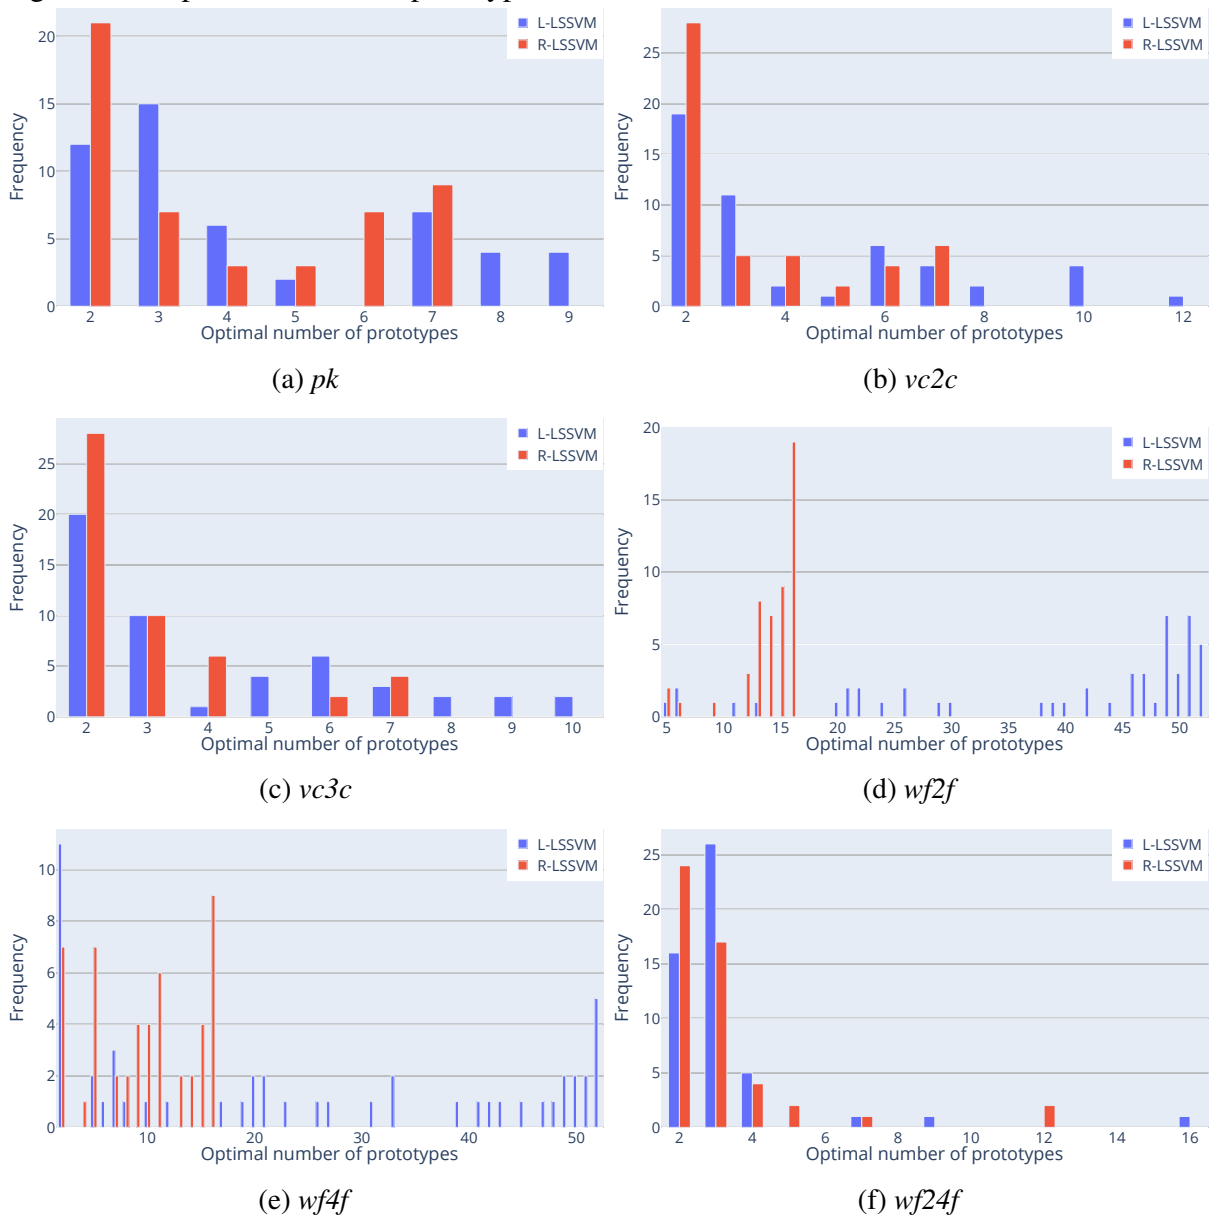 L-LSSVM
R-LSSVM
Frequency
20
15
10
5
0
2 3 4 5 6 7 8 9
Optimal number of prototypes
(a) pk
L-LSSVM
R-LSSVM
Frequency
25
20
15
10
5
0
2 4 6 8 10 12
Optimal number of prototypes
(b) vc2c
L-LSSVM
R-LSSVM
Frequency
25
20
15
10
5
0
2 3 4 5 6 7 8 9 10
Optimal number of prototypes
(c) vc3c
L-LSSVM
R-LSSVM
Frequency
20
15
10
5
0
5 10 15 20 25 30 35 40 45 50
Optimal number of prototypes
(d) wf2f
L-LSSVM
R-LSSVM
Frequency
10
8
6
4
2
0
10 20 30 40 50
Optimal number of prototypes
(e) wf4f
L-LSSVM
R-LSSVM
Frequency
25
20
15
10
5
0
2 4 6 8 10 12 14 16
Optimal number of prototypes
(f) wf24f